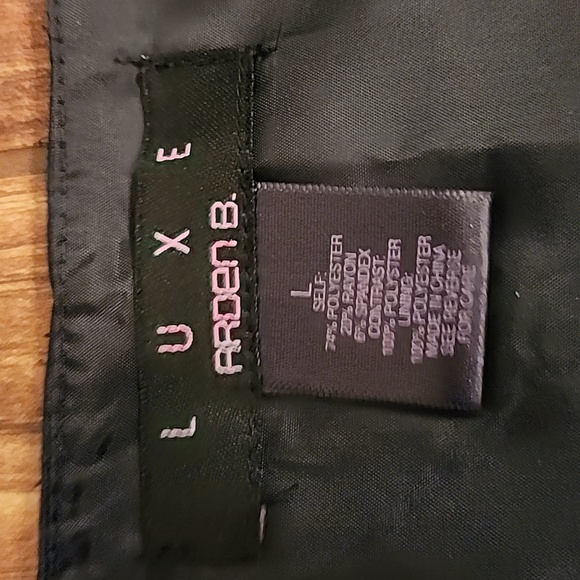 LUXE
ARDEN B.
L
SELF:
74% POLYESTER
20% RAYON
6% SPANDEX
CONTRAST:
100% POLYESTER
LINING:
100% POLYESTER
MADE IN CHINA
SEE REVERSE
FOR CARE